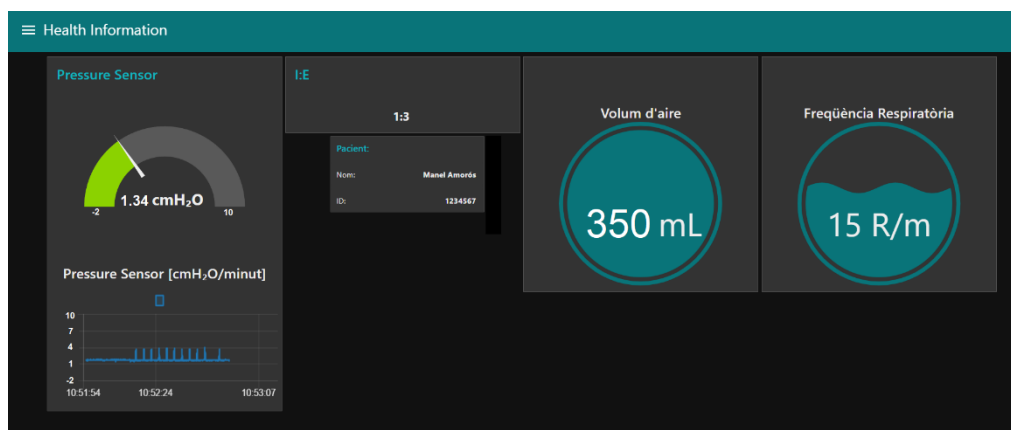 Health Information
Pressure Sensor
1.34 cmH₂O
-2
10
Pressure Sensor [cmH₂O/minut]
10
7
4
1
-2
10:51:54
10:52:24
10:53:07
I:E
1:3
Pacient:
Nom: Manel Amorós
ID: 1234567
Volum d'aire
350 mL
Freqüència Respiratòria
15 R/m